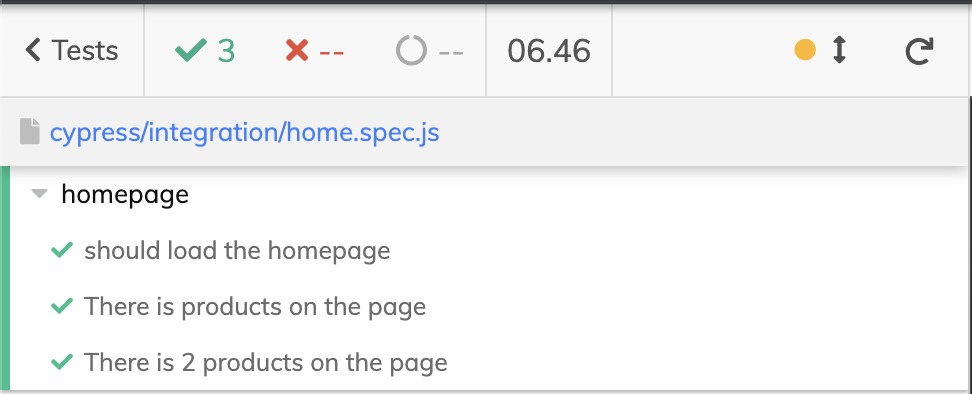 Tests 3 -- -- 06.46
cypress/integration/home.spec.js
homepage
should load the homepage
There is products on the page
There is 2 products on the page